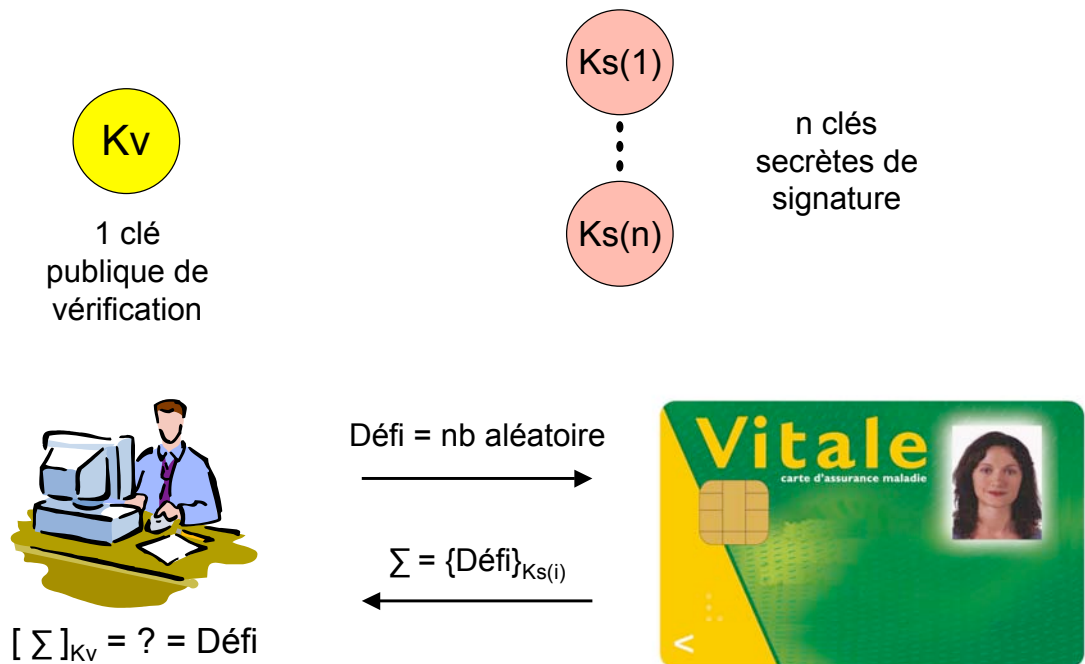 Kv
1 clé
publique de
vérification
Ks(1)
Ks(n)
n clés
secrètes de
signature
Défi = nb aléatoire
∑ = {Défi}Ks(i)
[ ∑ ]Kv = ? = Défi
Vitale
carte d'assurance maladie
<